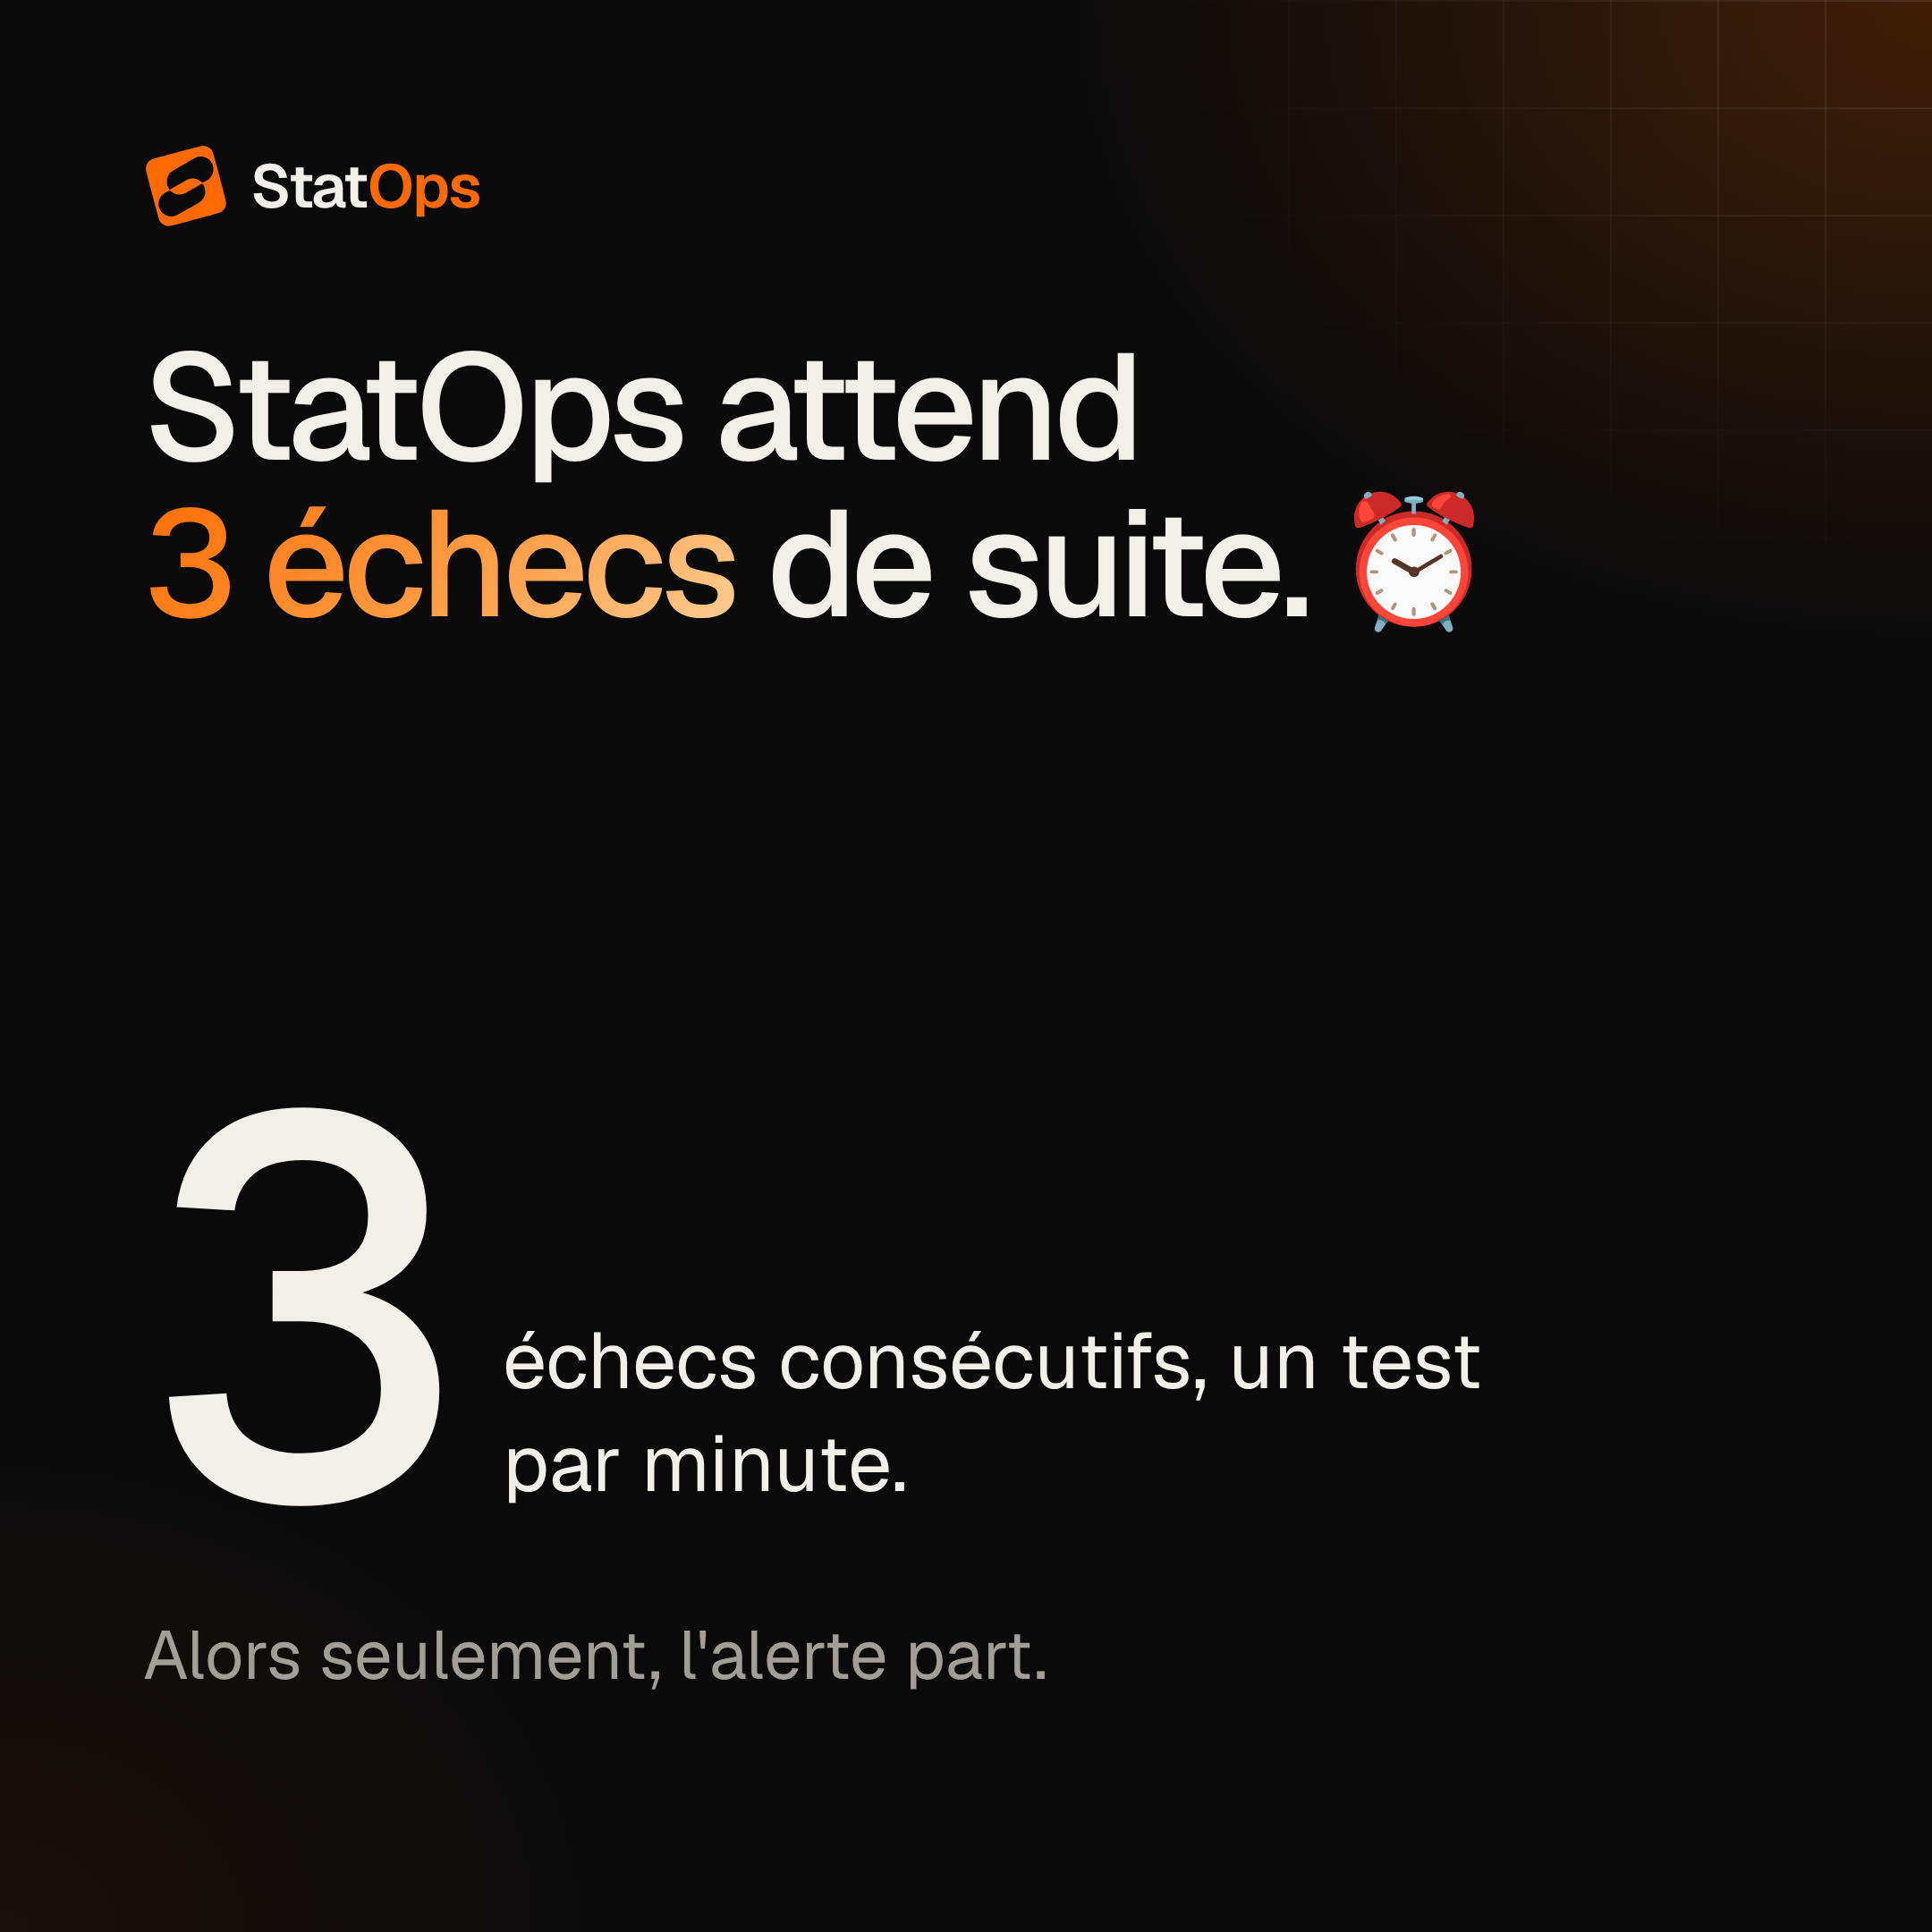 StatOps
StatOps attend
3 échecs de suite. ⏰
3
échecs consécutifs, un test
par minute.
Alors seulement, l'alerte part.